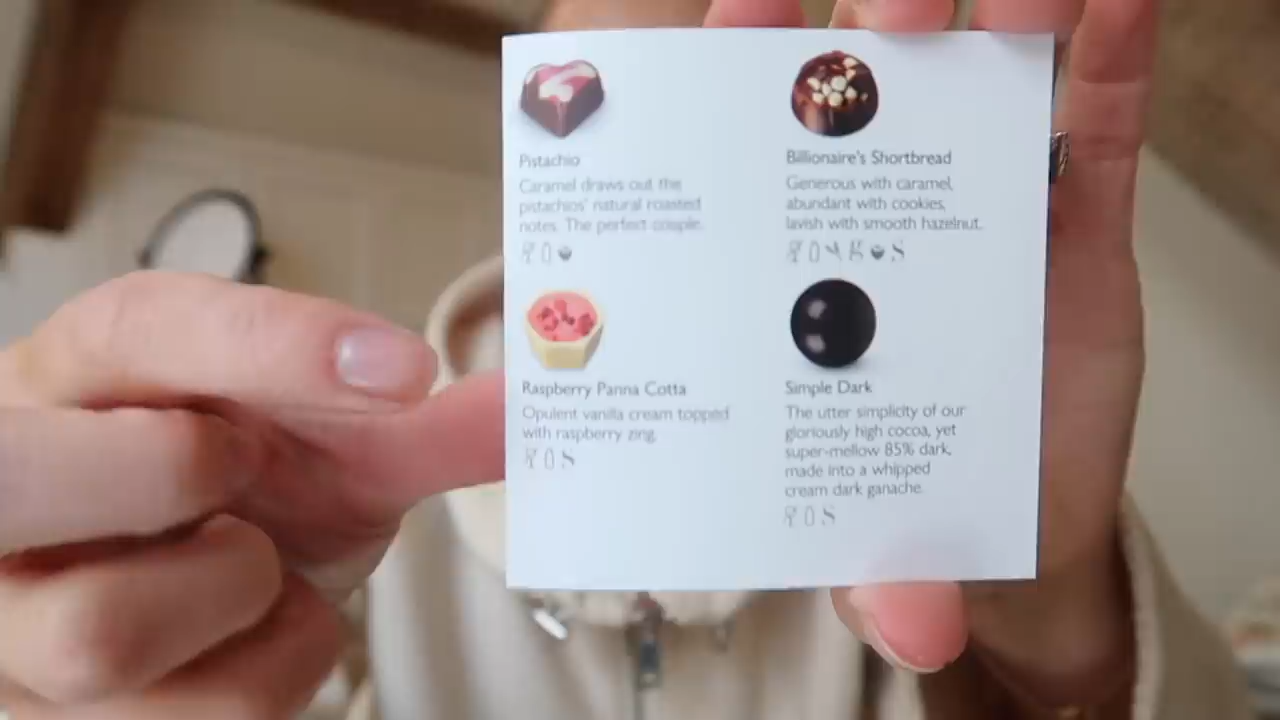 Pistachio
Caramel draws out the
pistachios' natural roasted
notes. The perfect couple.
Billionaire's Shortbread
Generous with caramel,
abundant with cookies,
lavish with smooth hazelnut.
Raspberry Panna Cotta
Opulent vanilla cream topped
with raspberry zing.
Simple Dark
The utter simplicity of our
gloriously high cocoa, yet
super-mellow 85% dark,
made into a whipped
cream dark ganache.